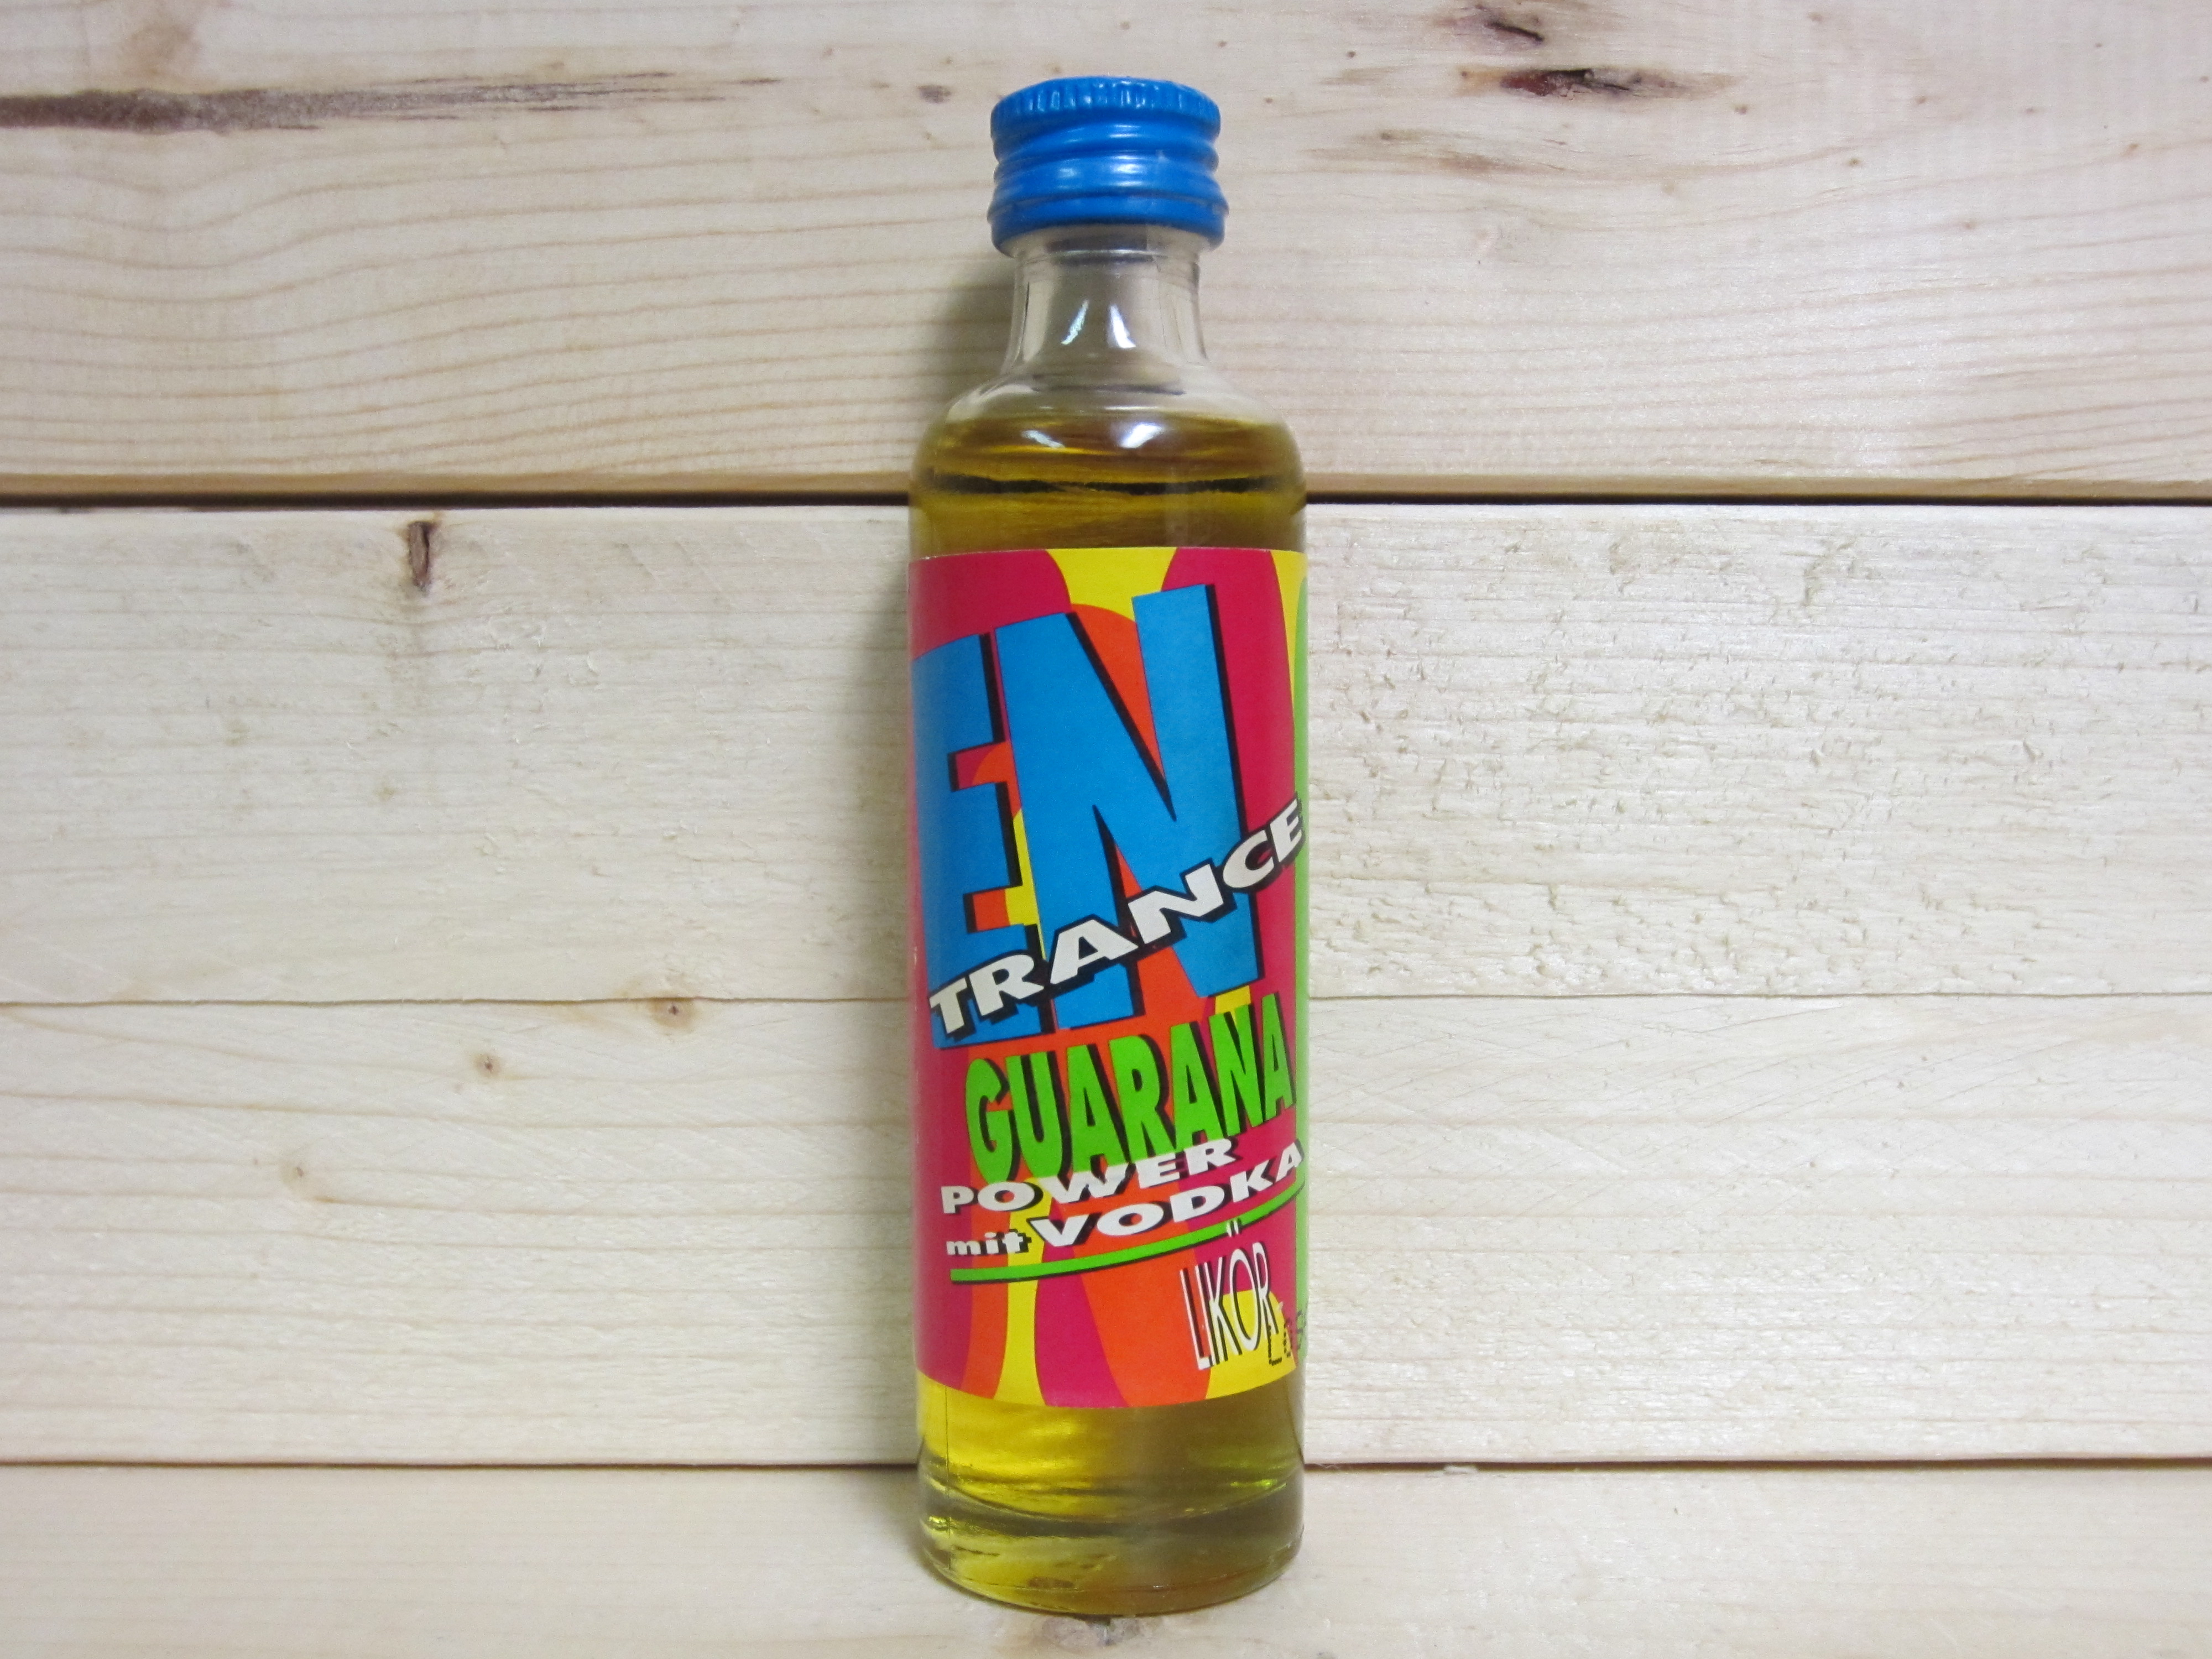 EN
TRANCE
GUARANA
POWER
mit VODKA
LIKÖR